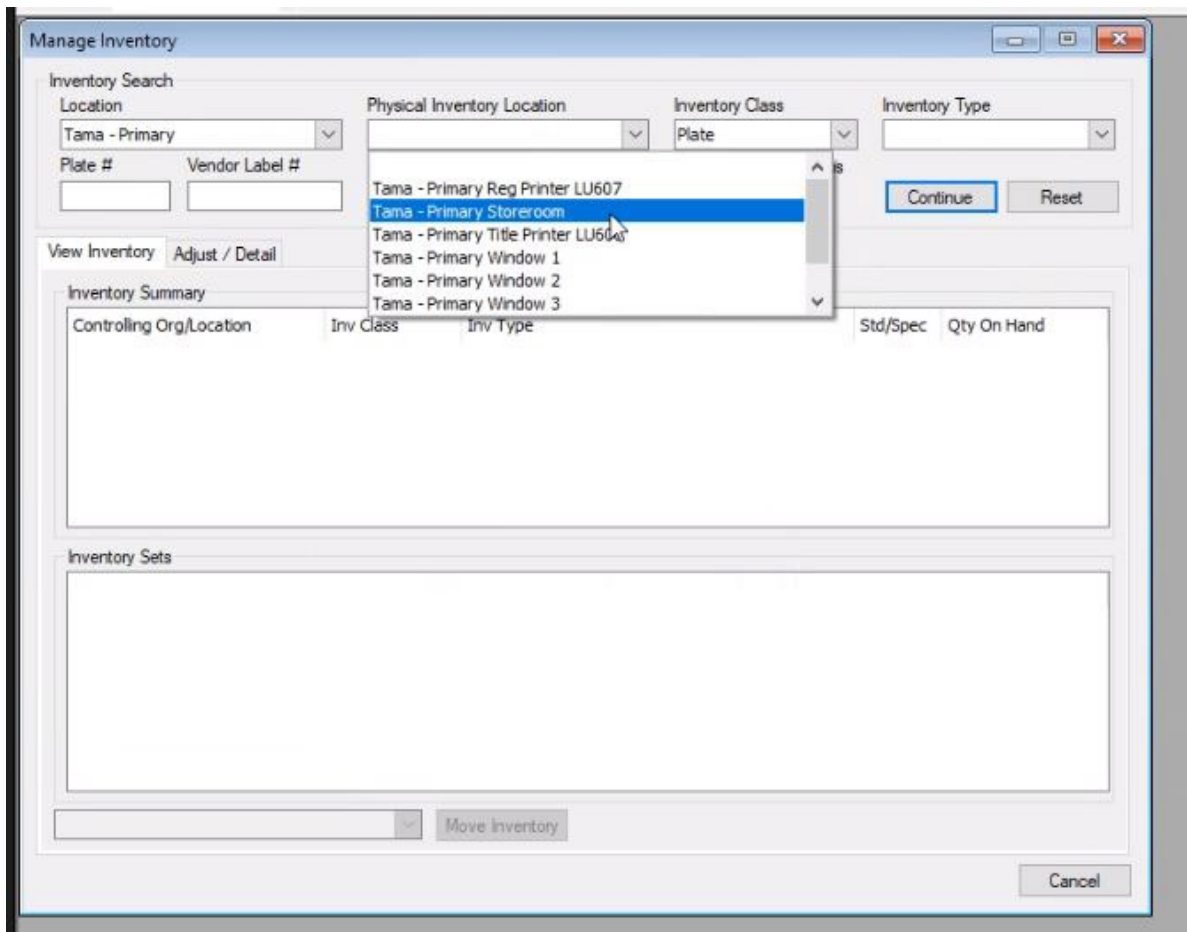 Manage Inventory
Inventory Search
Location Physical Inventory Location Inventory Class Inventory Type
Tama - Primary Plate
Plate # Vendor Label #
Tama - Primary Reg Printer LU607
Continue Reset
Tama - Primary Storeroom
Tama - Primary Title Printer
View Inventory Adjust / Detail
Tama - Primary Window 1
Tama - Primary Window 2
Inventory Summary
Tama - Primary Window 3
Controlling Org/Location Inv Class Inv Type Std/Spec Qty On Hand
Inventory Sets
Move Inventory
Cancel